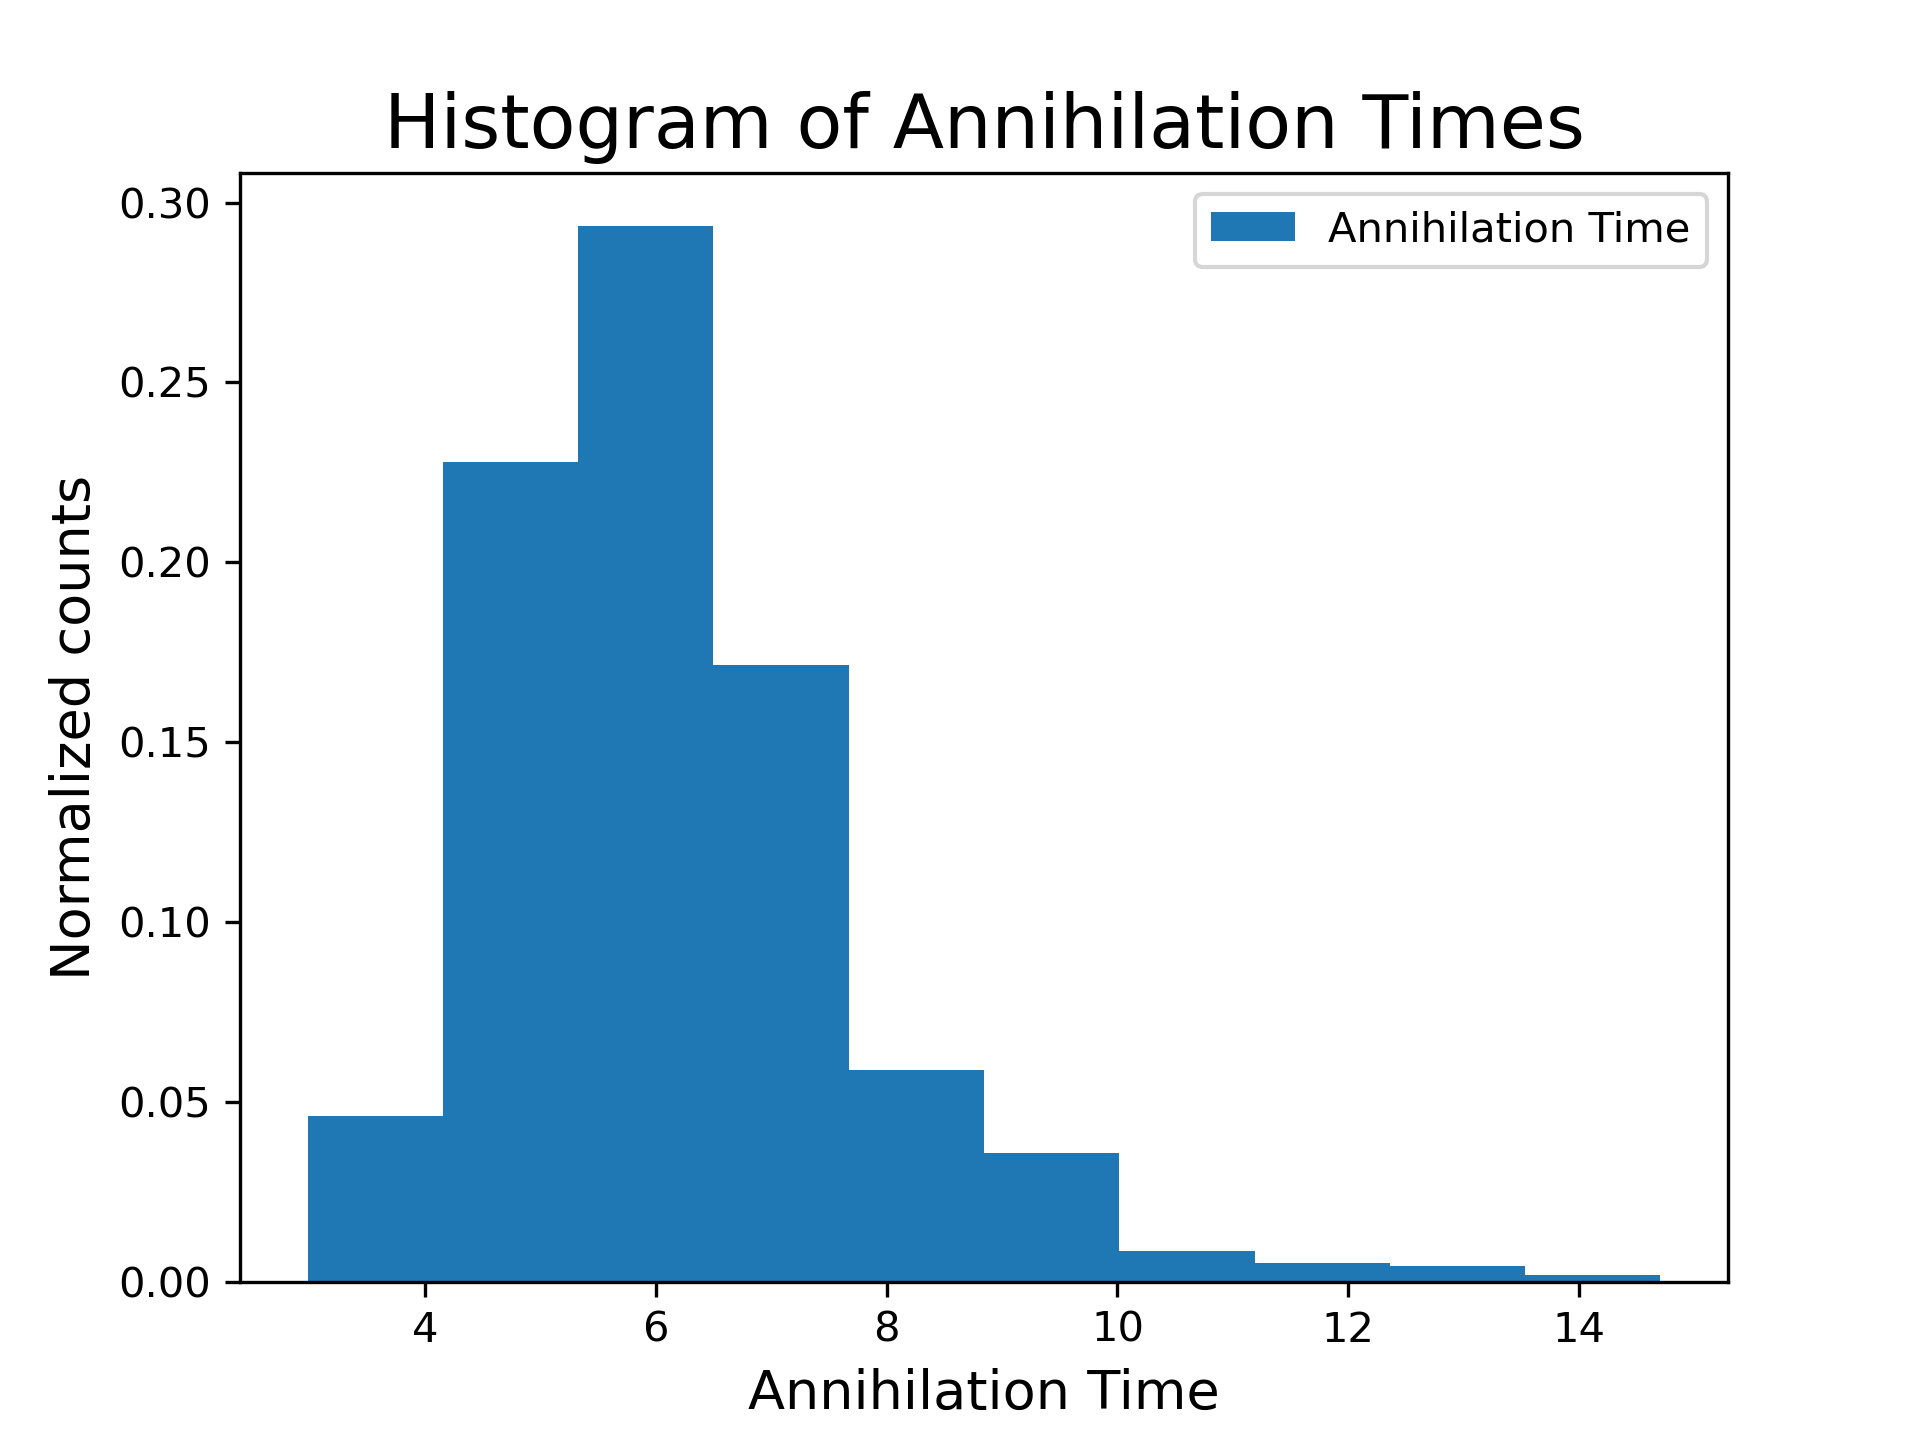 Histogram of Annihilation Times
Annihilation Time
0.30
0.25
0.20
0.15
0.10
0.05
0.00
Normalized counts
4 6 8 10 12 14
Annihilation Time